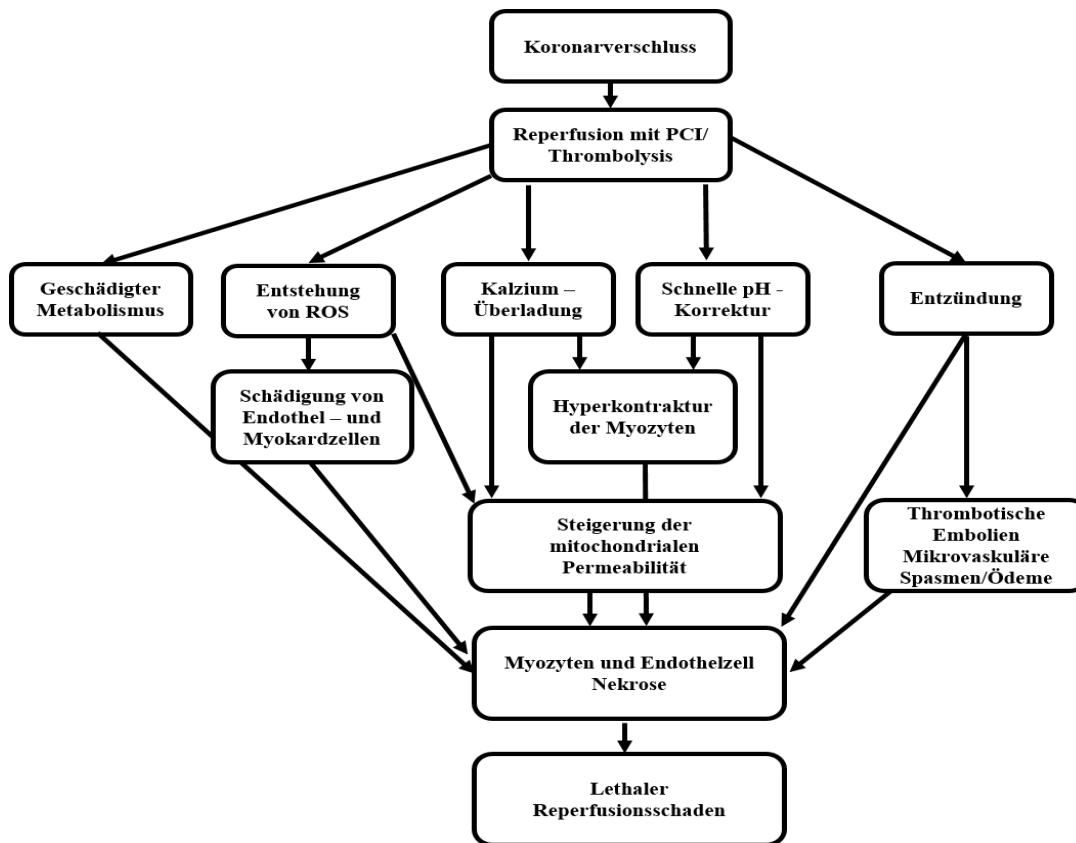 Koronarverschluss
Reperfusion mit PCI/
Thrombolysis
Geschädigter
Metabolismus
Entstehung
von ROS
Kalzium –
Überladung
Schnelle pH -
Korrektur
Entzündung
Schädigung von
Endothel – und
Myokardzellen
Hyperkontraktur
der Myozyten
Steigerung der
mitochondrialen
Permeabilität
Thrombotische
Embolien
Mikrovaskuläre
Spasmen/Ödeme
Myozyten und Endothelzell
Nekrose
Lethaler
Reperfusionsschaden